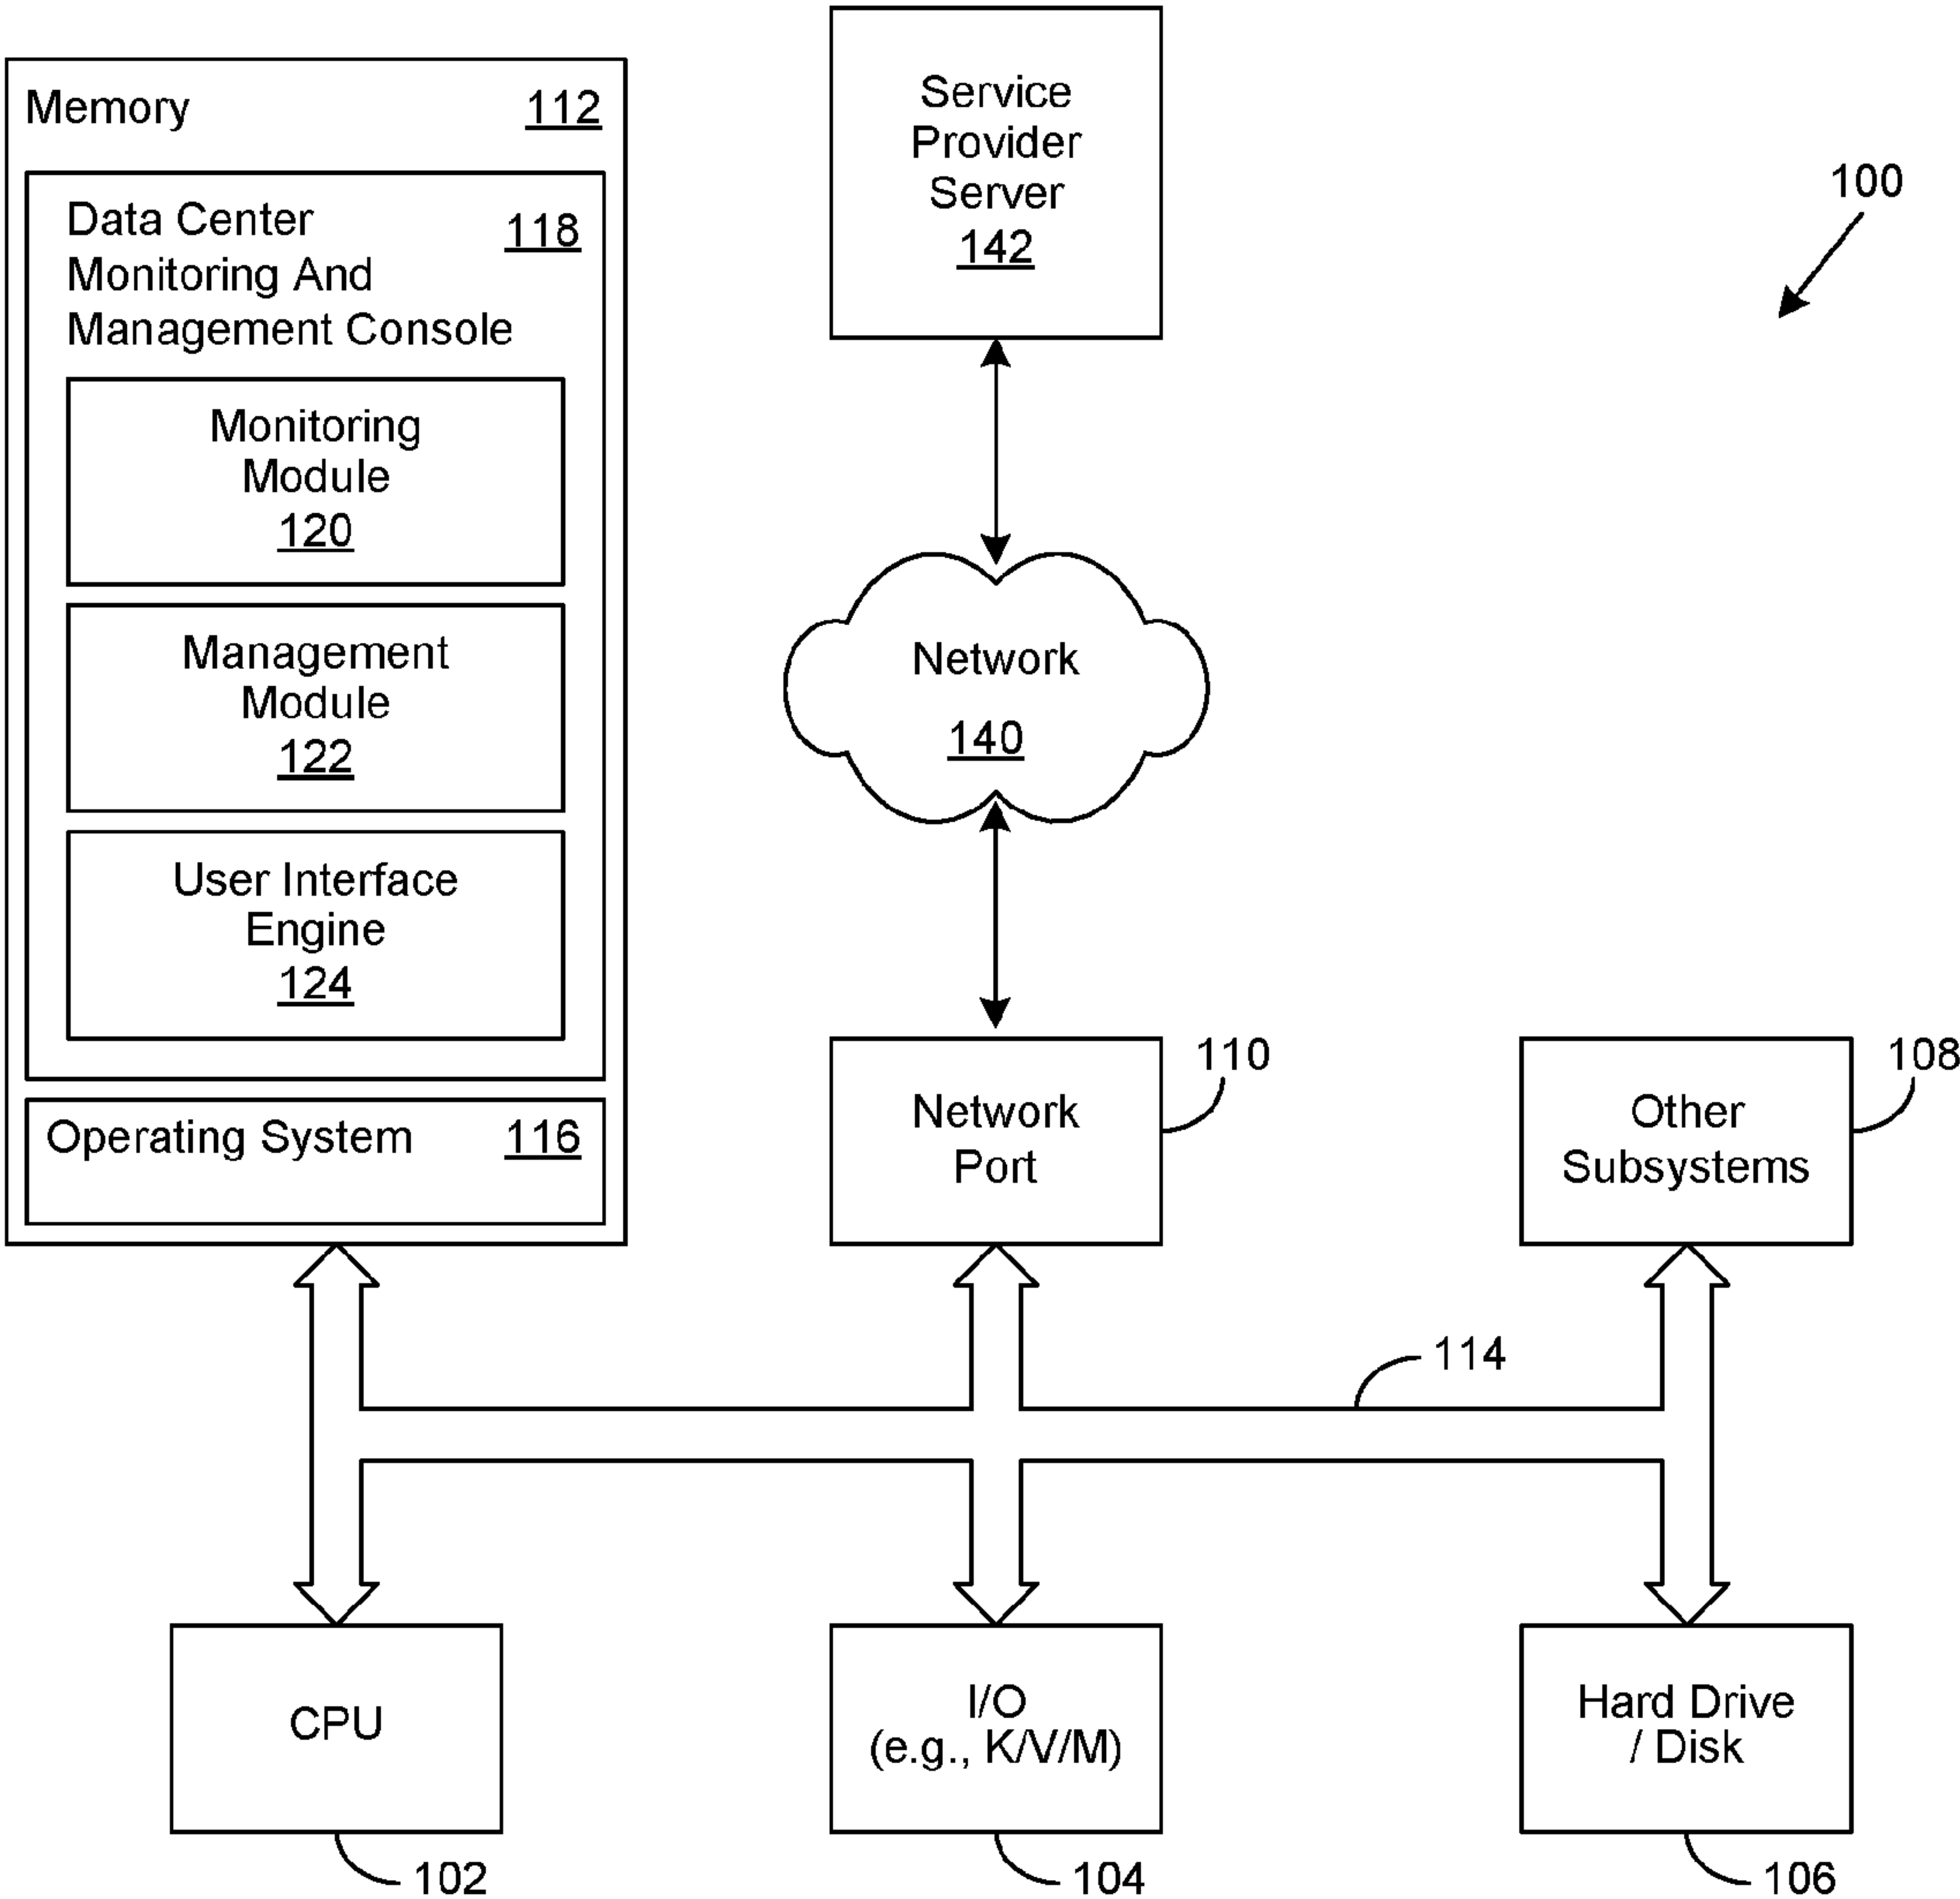 Memory 112
Data Center 118
Monitoring And
Management Console
Monitoring
Module
120
Management
Module
122
User Interface
Engine
124
Operating System 116
Service
Provider
Server
142
100
Network
140
Network
Port
110
Other
Subsystems
108
114
CPU
102
I/O
(e.g., K/V/M)
104
Hard Drive
/ Disk
106